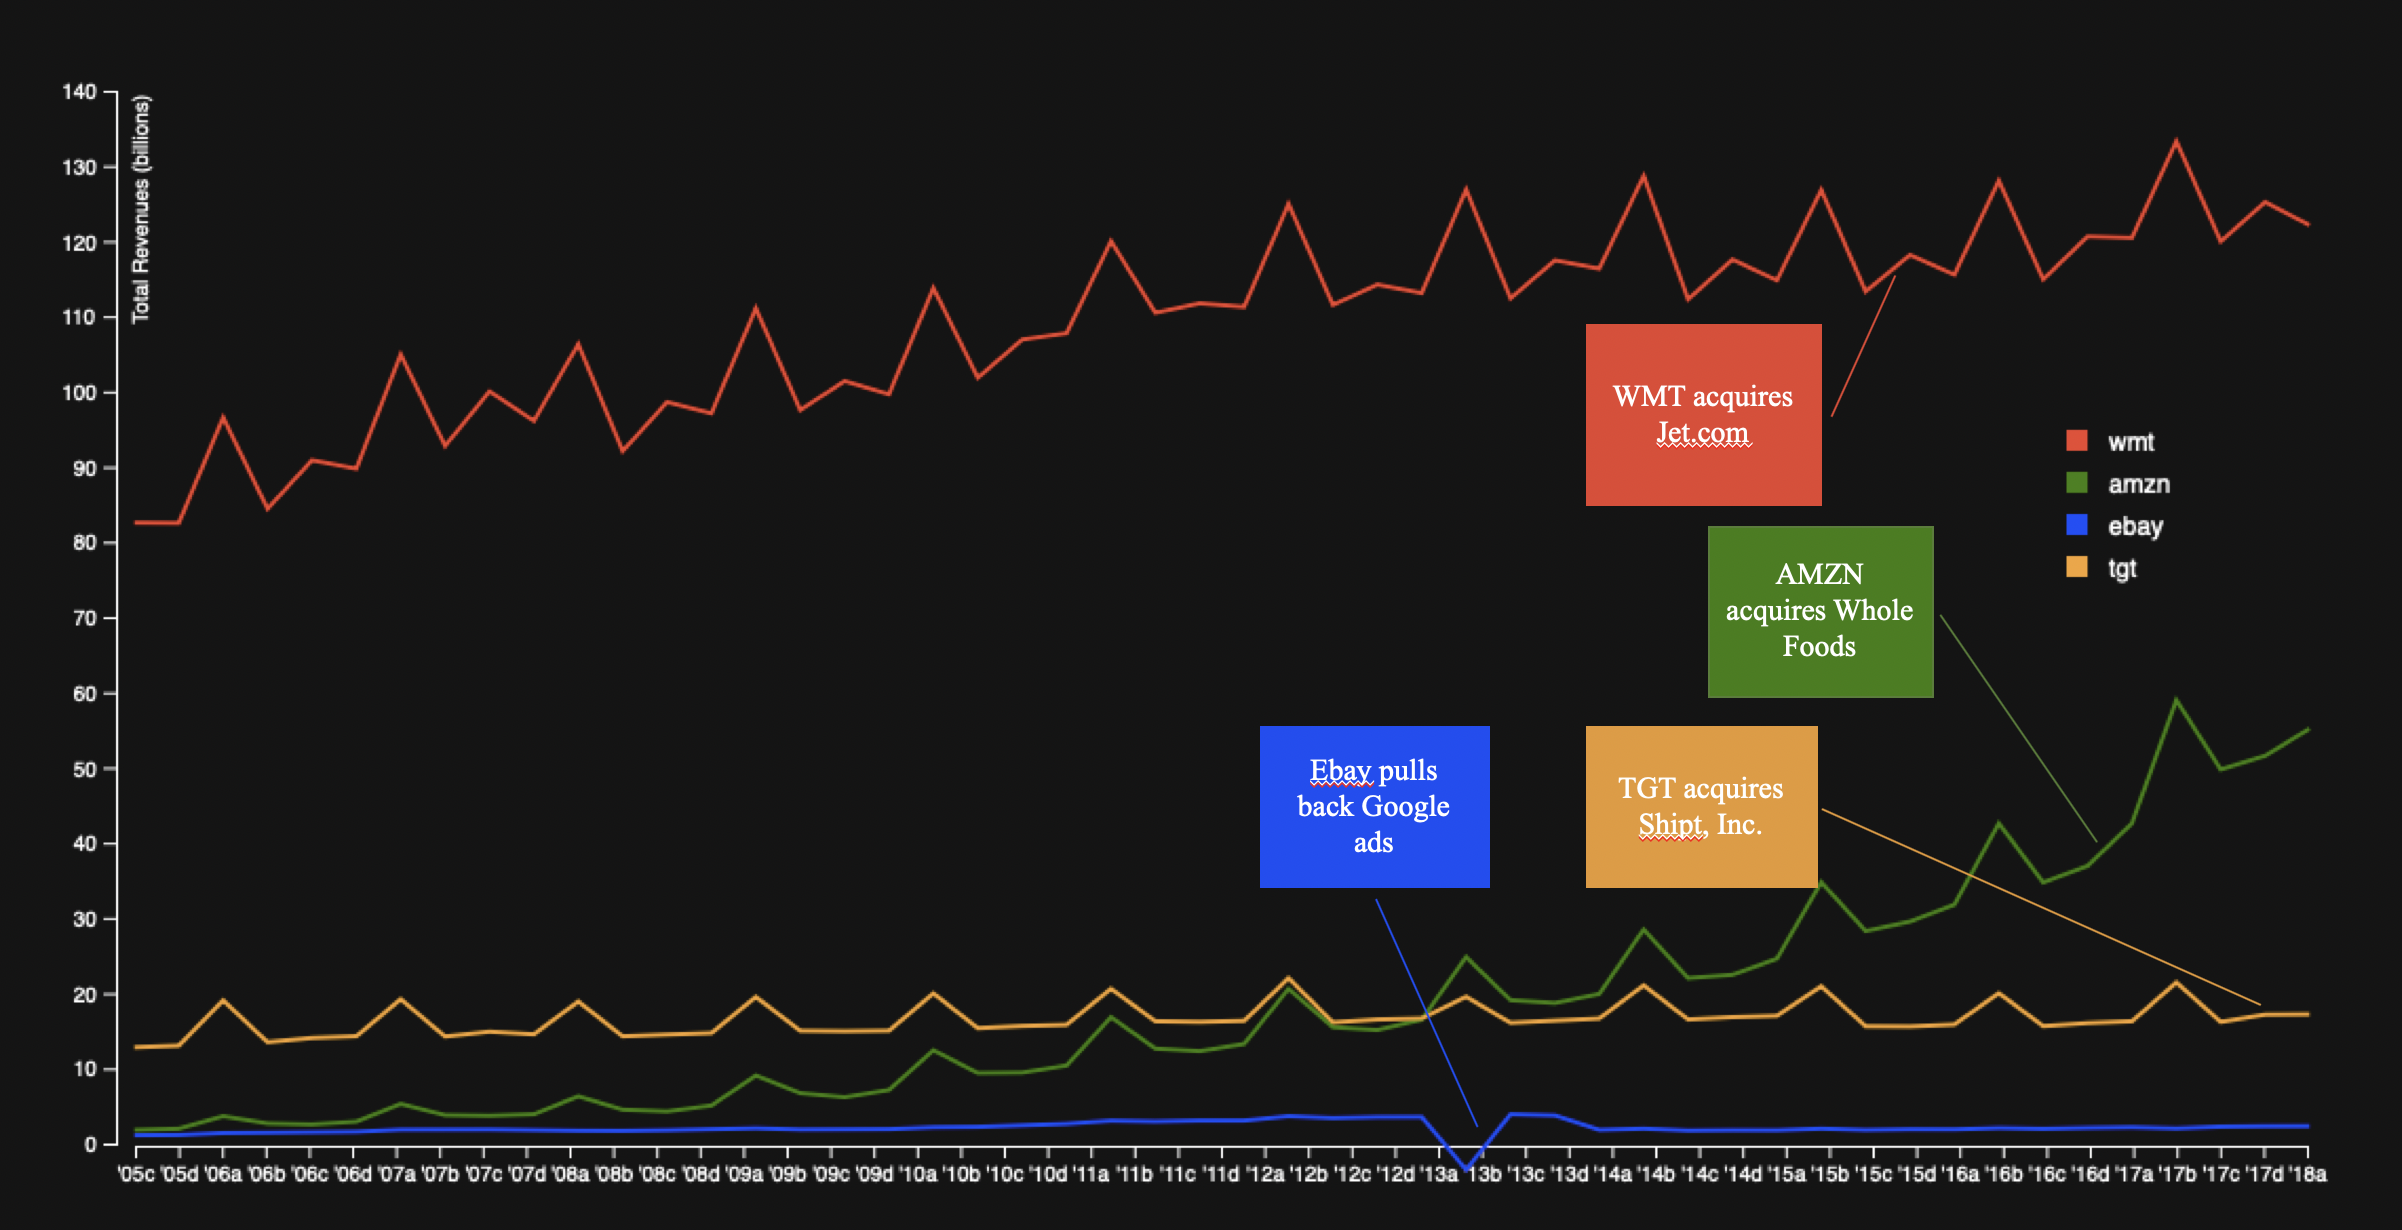 140
130
120
110
100
90
80
70
60
50
40
30
20
10
0
Total Revenues (billions)
WMT acquires
Jet.com
wmt
amzn
ebay
tgt
AMZN
acquires Whole
Foods
Ebay pulls
back Google
ads
TGT acquires
Shipt, Inc.
'05c '05d '06a '06b '06c '06d '07a '07b '07c '07d '08a '08b '08c '08d '09a '09b '09c '09d '10a '10b '10c '10d '11a '11b '11c '11d '12a '12b '12c '12d '13a '13b '13c '13d '14a '14b '14c '14d '15a '15b '15c '15d '16a '16b '16c '16d '17a '17b '17c '17d '18a